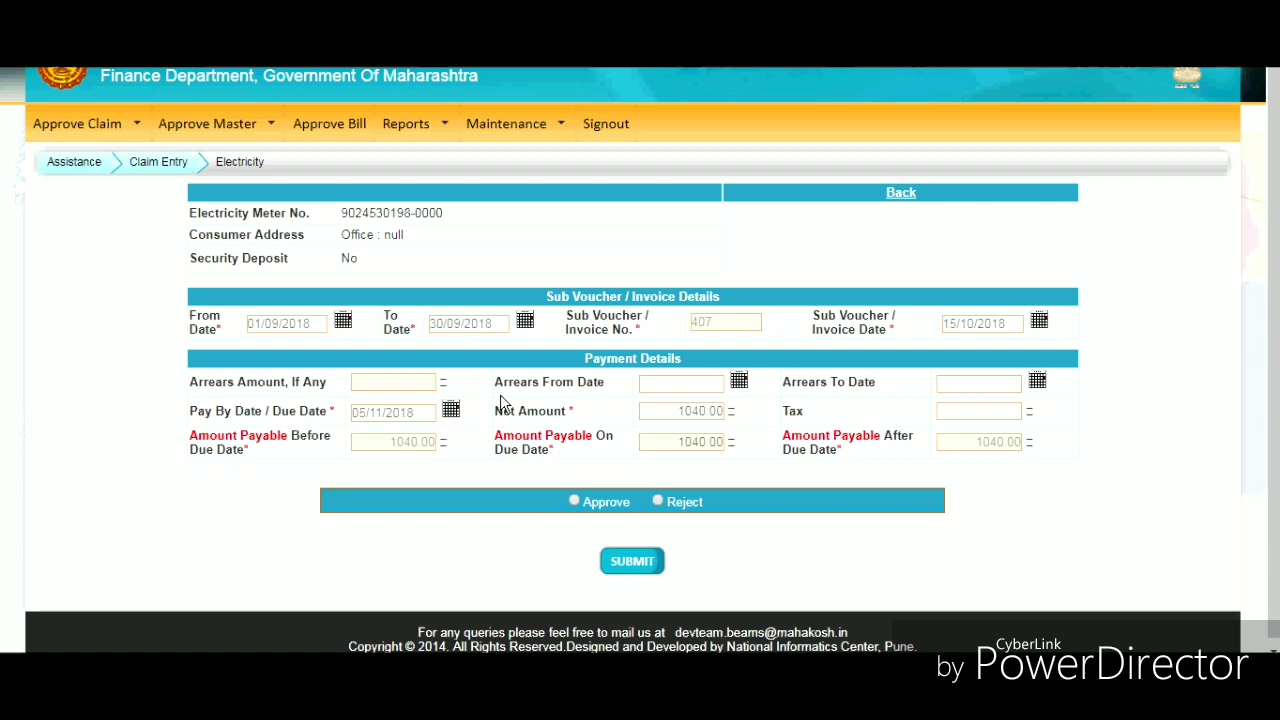 Finance Department, Government Of Maharashtra
Approve Claim Approve Master Approve Bill Reports Maintenance Signout
Assistance Claim Entry Electricity
Back
Electricity Meter No. 9024530198-0000
Consumer Address Office : null
Security Deposit No
Sub Voucher / Invoice Details
From Date* 01/09/2018 To Date* 30/09/2018 Sub Voucher / Invoice No. * 407 Sub Voucher / Invoice Date * 15/10/2018
Payment Details
Arrears Amount, If Any = Arrears From Date Arrears To Date
Pay By Date / Due Date * 05/11/2018 Net Amount * 1040.00 = Tax =
Amount Payable Before Due Date* 1040.00 = Amount Payable On Due Date* 1040.00 = Amount Payable After Due Date* 1040.00 =
Approve Reject
SUBMIT
For any queries please feel free to mail us at devteam.beams@mahakosh.in
Copyright © 2014. All Rights Reserved.Designed and Developed by National Informatics Center, Pune.
CyberLink
by PowerDirector